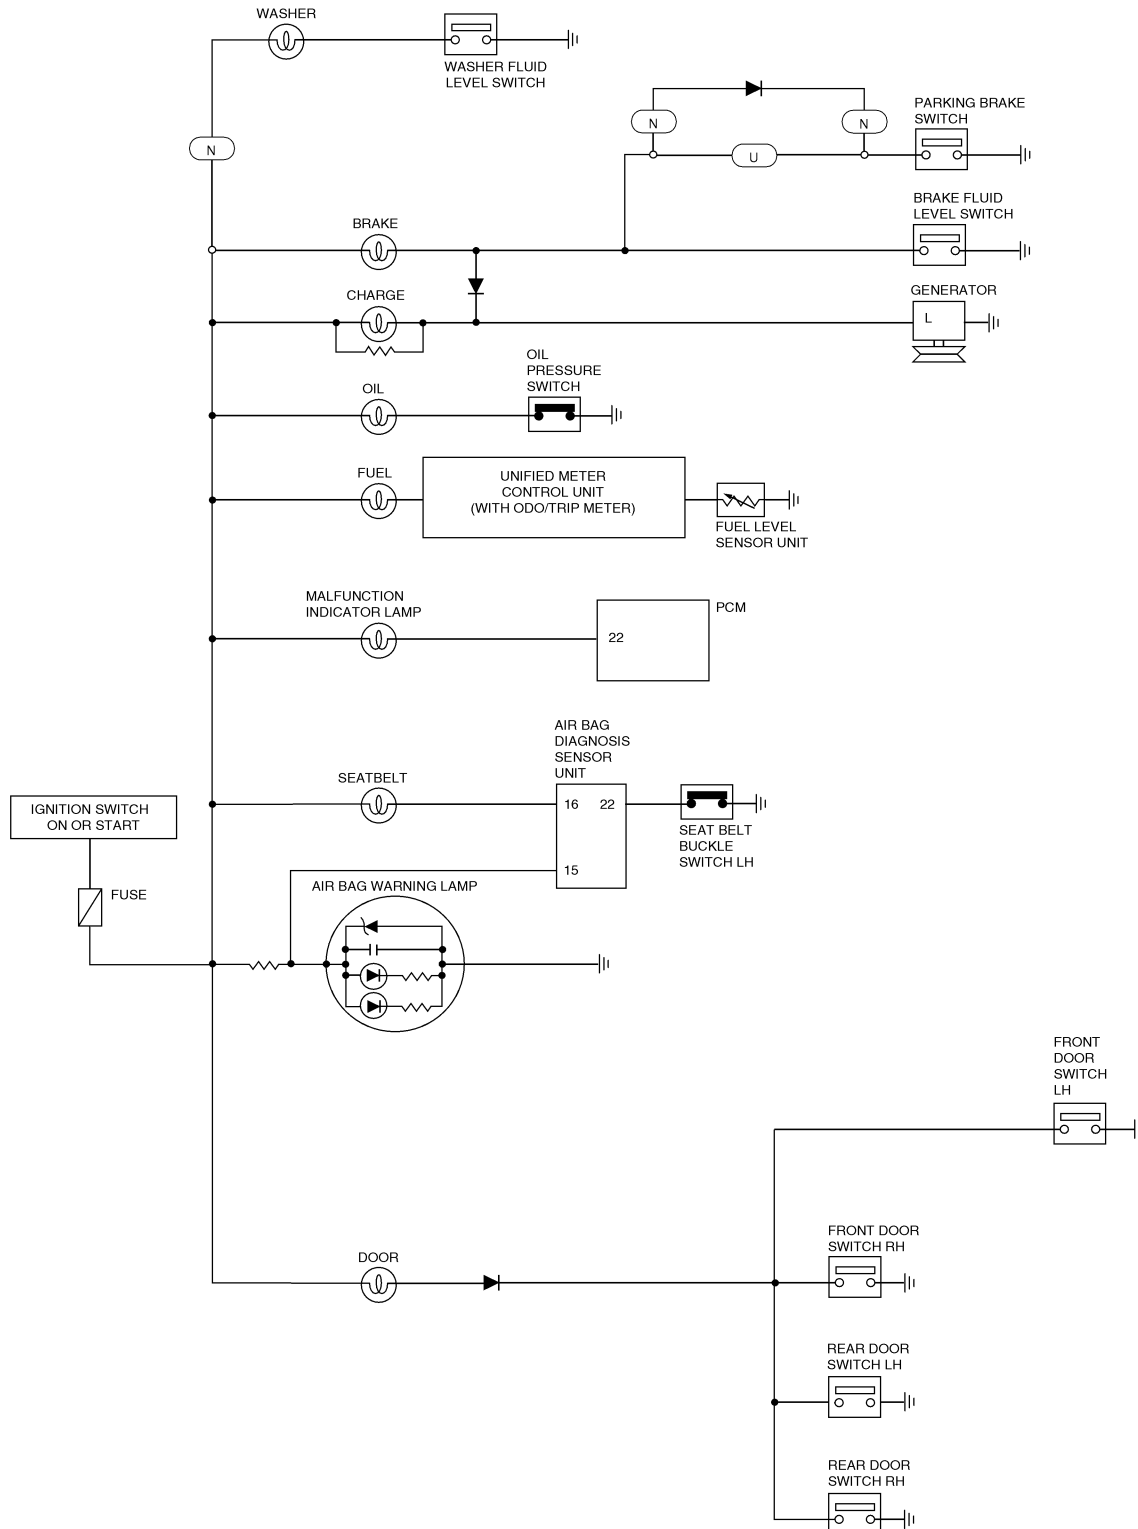 WASHER
WASHER FLUID
LEVEL SWITCH
N
N
N
U
PARKING BRAKE
SWITCH
BRAKE
BRAKE FLUID
LEVEL SWITCH
CHARGE
GENERATOR
L
OIL
PRESSURE
SWITCH
OIL
FUEL
UNIFIED METER
CONTROL UNIT
(WITH ODO/TRIP METER)
FUEL LEVEL
SENSOR UNIT
MALFUNCTION
INDICATOR LAMP
22
PCM
AIR BAG
DIAGNOSIS
SENSOR
UNIT
SEATBELT
16 22
15
SEAT BELT
BUCKLE
SWITCH LH
IGNITION SWITCH
ON OR START
FUSE
AIR BAG WARNING LAMP
FRONT
DOOR
SWITCH
LH
FRONT DOOR
SWITCH RH
DOOR
REAR DOOR
SWITCH LH
REAR DOOR
SWITCH RH